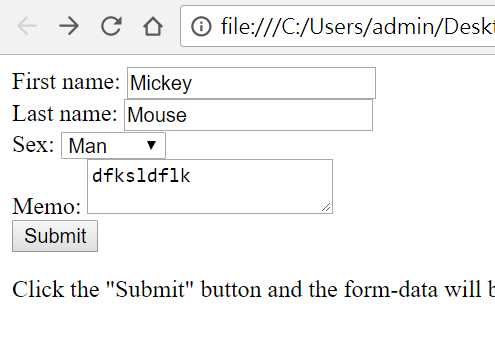 file:///C:/Users/admin/Deskt
First name: Mickey
Last name: Mouse
Sex: Man
dfksldflk
Memo:
Submit
Click the "Submit" button and the form-data will b